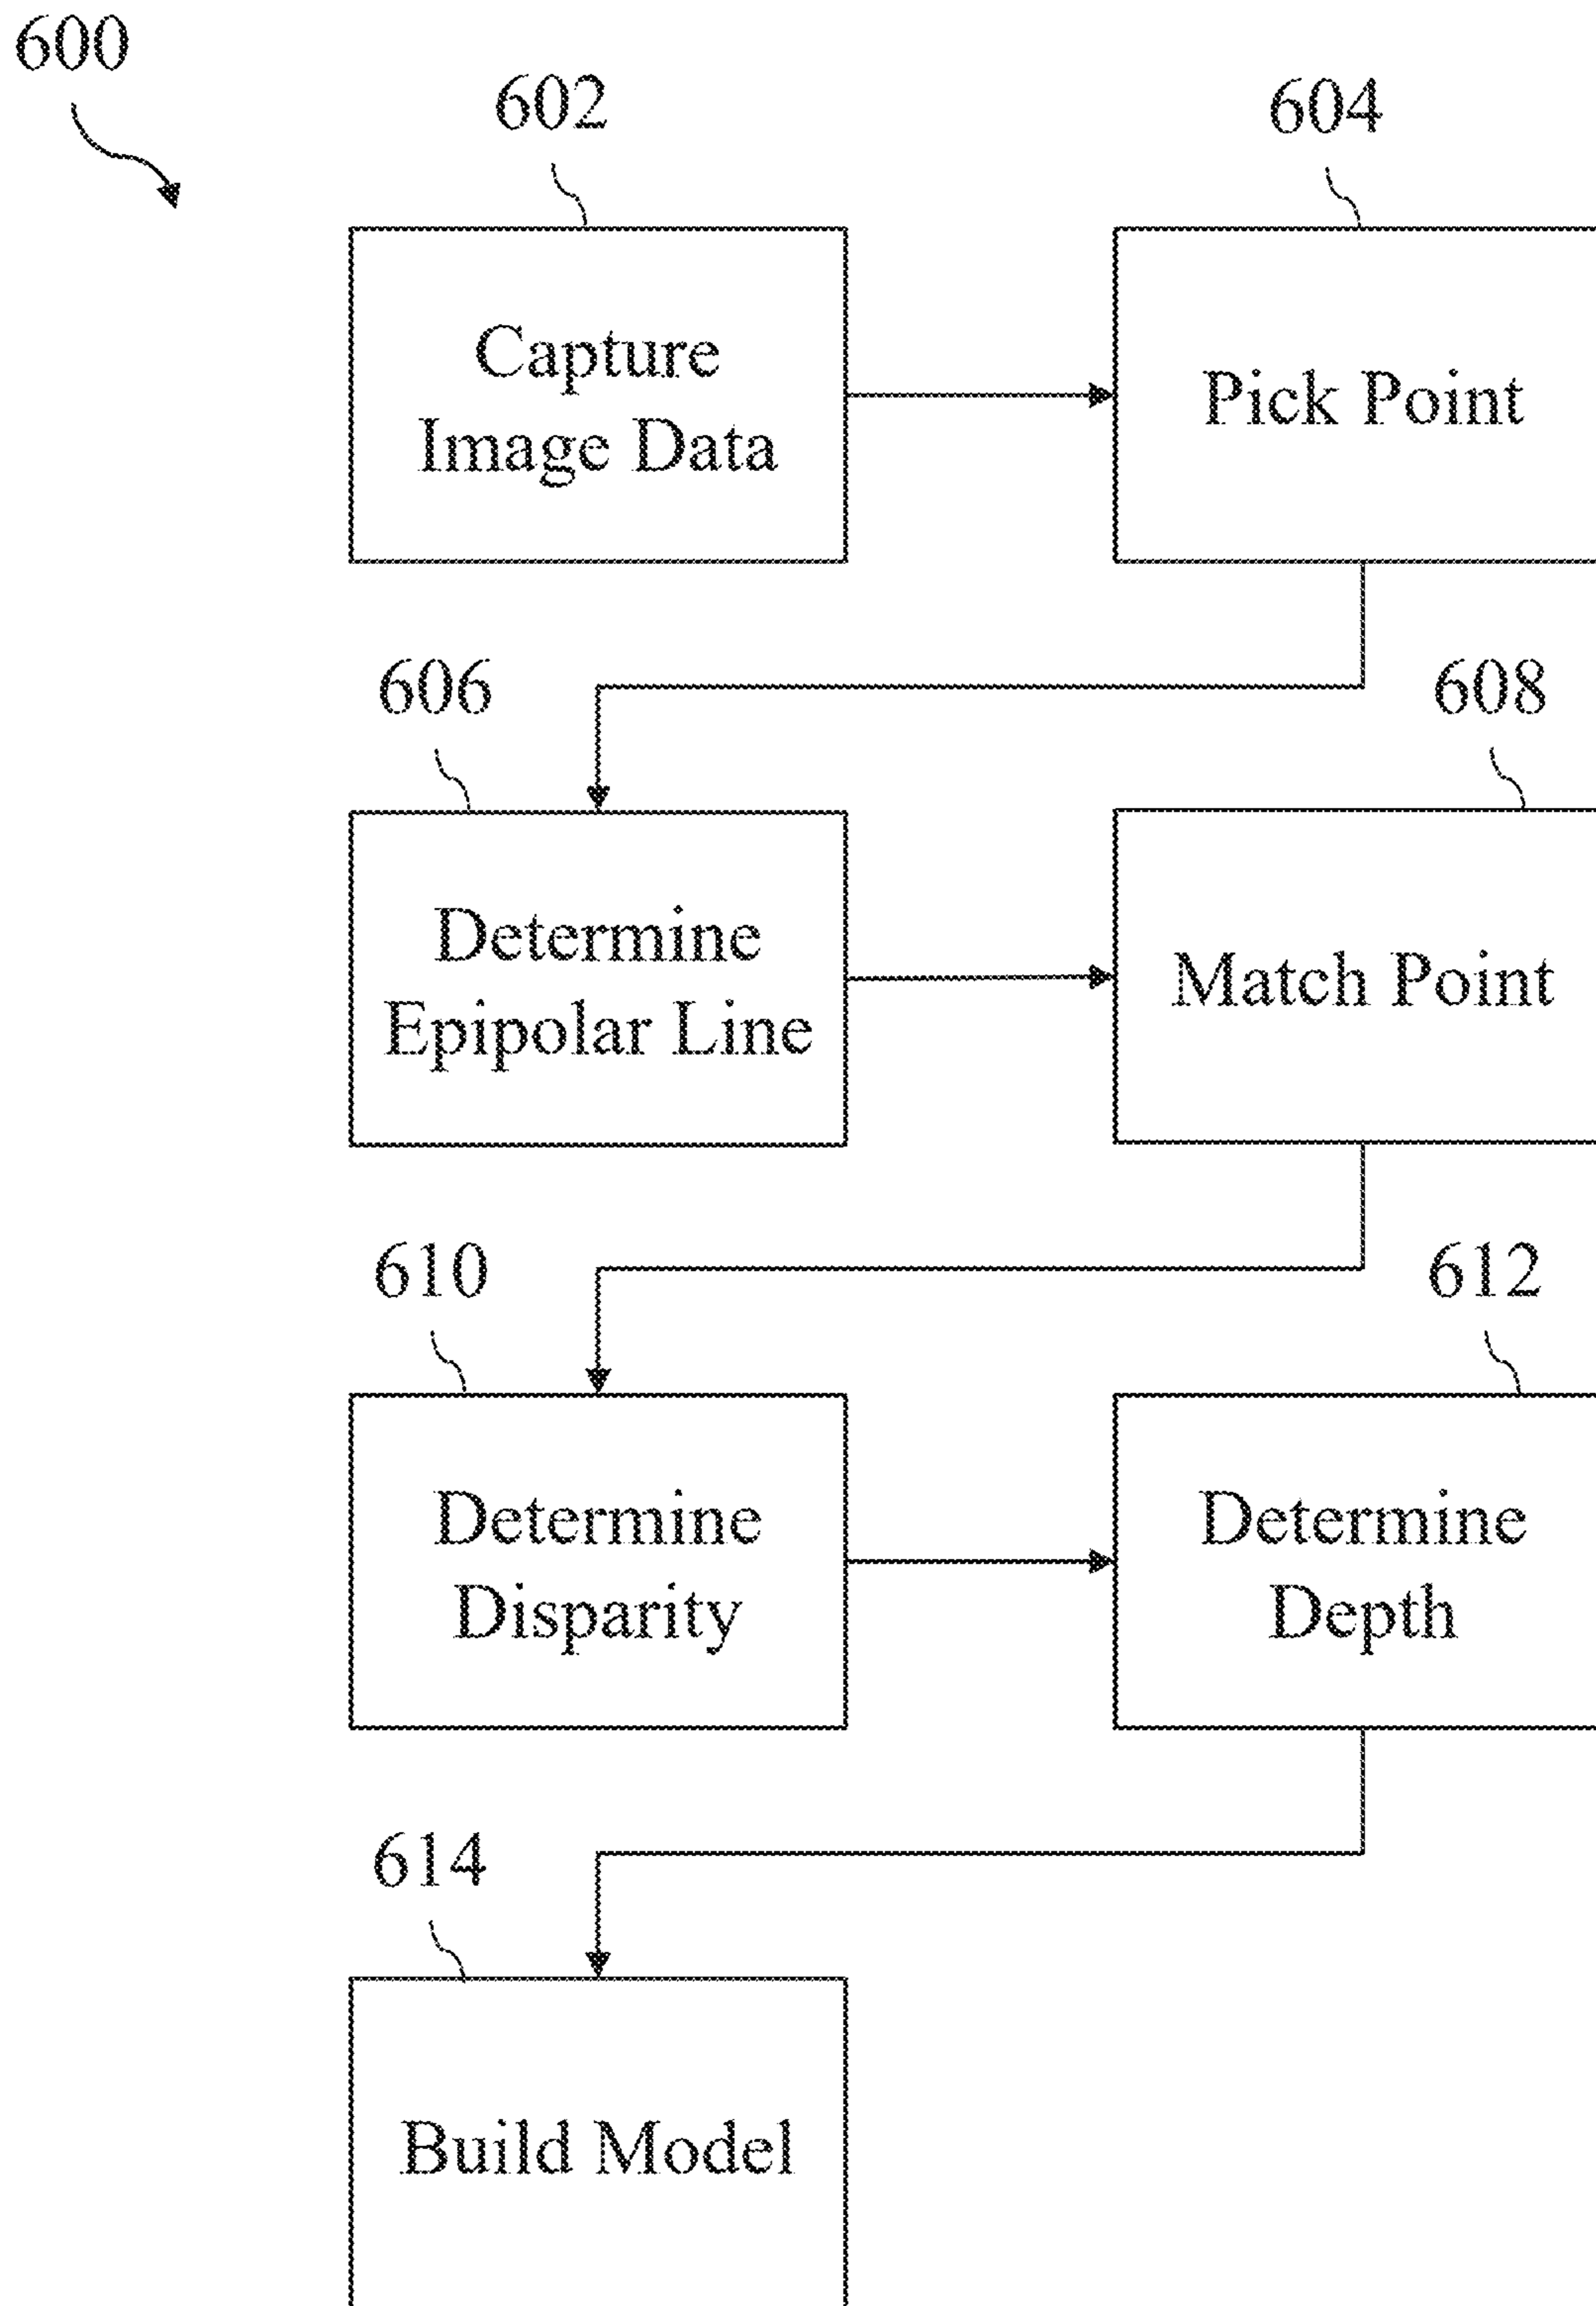 600
602
604
Capture
Image Data
Pick Point
606
608
Determine
Epipolar Line
Match Point
610
612
Determine
Disparity
Determine
Depth
614
Build Model